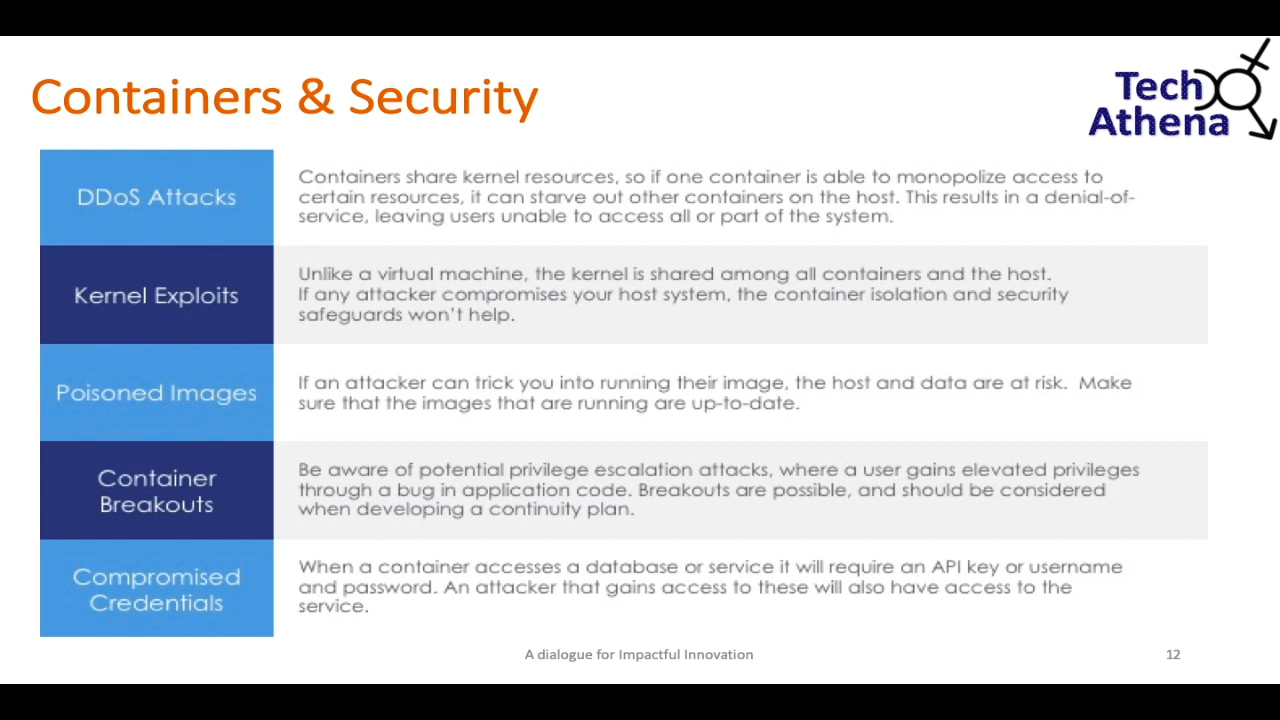 Containers & Security
Tech
Athena
DDoS Attacks
Containers share kernel resources, so if one container is able to monopolize access to
certain resources, it can starve out other containers on the host. This results in a denial-of-
service, leaving users unable to access all or part of the system.
Kernel Exploits
Unlike a virtual machine, the kernel is shared among all containers and the host.
If any attacker compromises your host system, the container isolation and security
safeguards won't help.
Poisoned Images
If an attacker can trick you into running their image, the host and data are at risk.  Make
sure that the images that are running are up-to-date.
Container
Breakouts
Be aware of potential privilege escalation attacks, where a user gains elevated privileges
through a bug in application code. Breakouts are possible, and should be considered
when developing a continuity plan.
Compromised
Credentials
When a container accesses a database or service it will require an API key or username
and password. An attacker that gains access to these will also have access to the
service.
A dialogue for Impactful Innovation
12